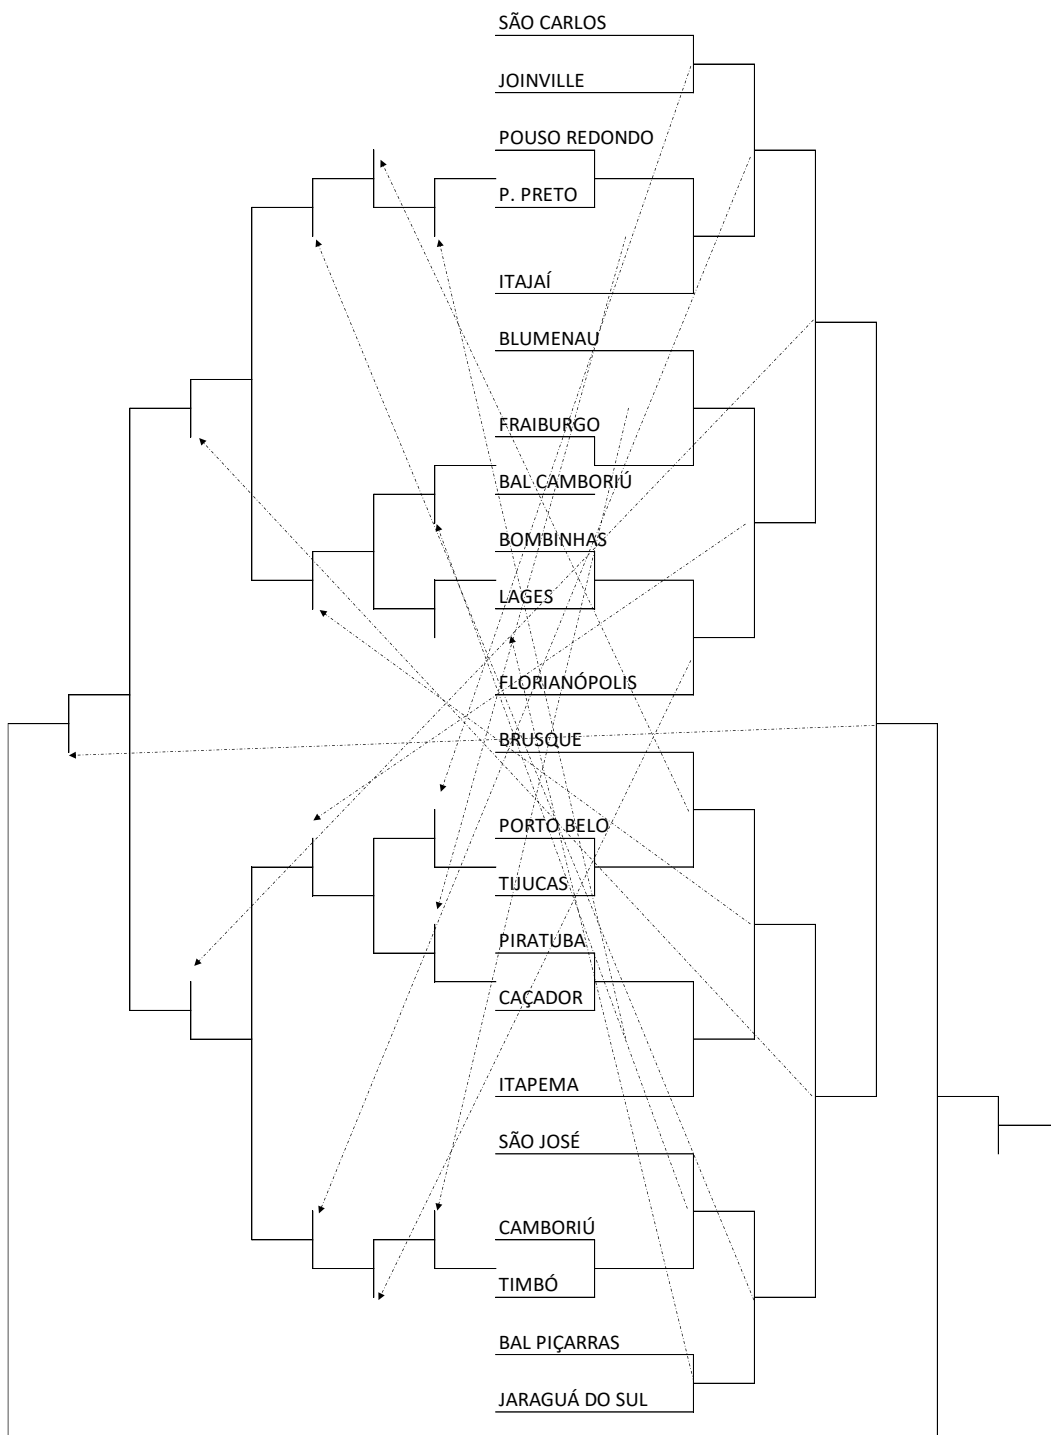 SÃO CARLOS
JOINVILLE
POUSO REDONDO
P. PRETO
ITAJAÍ
BLUMENAU
FRAIBURGO
BAL CAMBORIÚ
BOMBINHAS
LAGES
FLORIANÓPOLIS
BRUSQUE
PORTO BELO
TIJUCAS
PIRATUBA
CAÇADOR
ITAPEMA
SÃO JOSÉ
CAMBORIÚ
TIMBÓ
BAL PIÇARRAS
JARAGUÁ DO SUL